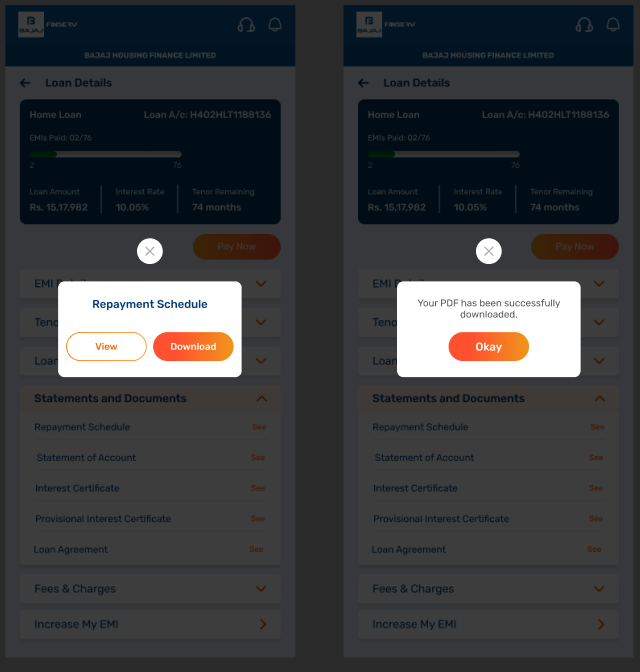 BAJAJ
FINSERV
BAJAJ HOUSING FINANCE LIMITED
Loan Details
Home Loan
Loan A/c: H402HLT1188136
EMIs Paid: 02/76
2
76
Loan Amount
Interest Rate
Tenor Remaining
Rs. 15,17,982
10.05%
74 months
Pay Now
EMI
Repayment Schedule
Teno
View
Download
Loan
Statements and Documents
Repayment Schedule
See
Statement of Account
See
Interest Certificate
See
Provisional Interest Certificate
See
Loan Agreement
See
Fees & Charges
Increase My EMI
BAJAJ
FINSERV
BAJAJ HOUSING FINANCE LIMITED
Loan Details
Home Loan
Loan A/c: H402HLT1188136
EMIs Paid: 02/76
2
76
Loan Amount
Interest Rate
Tenor Remaining
Rs. 15,17,982
10.05%
74 months
Pay Now
EMI
Your PDF has been successfully
downloaded.
Teno
Okay
Loan
Statements and Documents
Repayment Schedule
See
Statement of Account
See
Interest Certificate
See
Provisional Interest Certificate
See
Loan Agreement
See
Fees & Charges
Increase My EMI